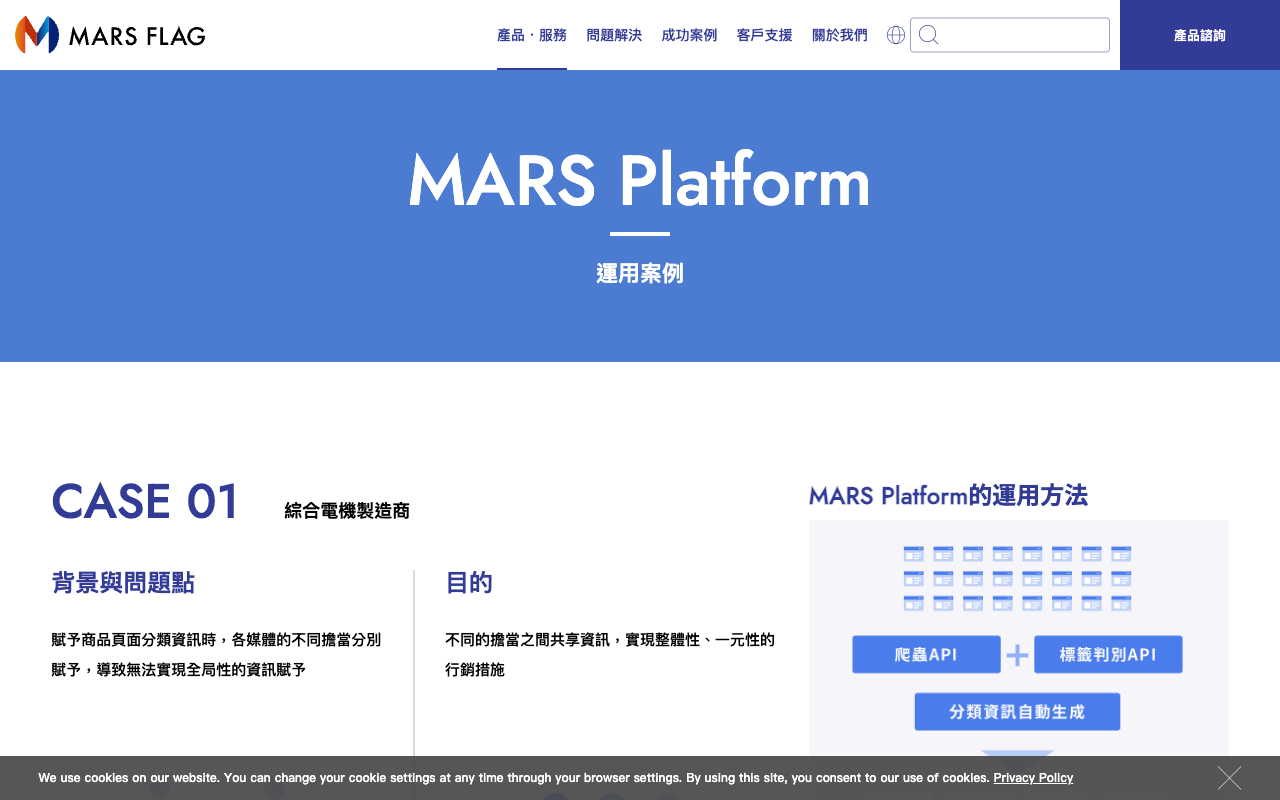 MARS FLAG
產品・服務
問題解決
成功案例
客戶支援
關於我們
產品諮詢
MARS Platform
運用案例
CASE 01
綜合電機製造商
背景與問題點
賦予商品頁面分類資訊時，各媒體的不同擔當分別
賦予，導致無法實現全局性的資訊賦予
目的
不同的擔當之間共享資訊，實現整體性、一元性的
行銷措施
MARS Platform的運用方法
爬蟲API
標籤判別API
分類資訊自動生成
We use cookies on our website. You can change your cookie settings at any time through your browser settings. By using this site, you consent to our use of cookies. Privacy Policy